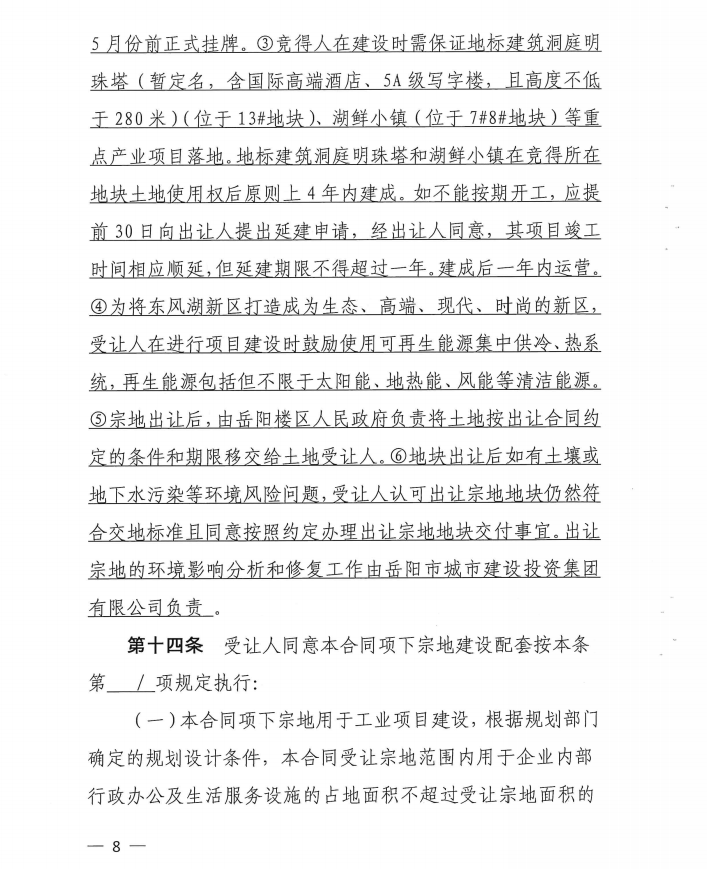 5 月份前正式挂牌。③竞得人在建设时需保证地标建筑洞庭明
珠塔（暂定名，含国际高端酒店、5A 级写字楼，且高度不低
于 280 米）（位于 13#地块）、湖鲜小镇（位于 7#8#地块）等重
点产业项目落地。地标建筑洞庭明珠塔和湖鲜小镇在竞得所在
地块土地使用权后原则上 4 年内建成。如不能按期开工，应提
前 30 日向出让人提出延建申请，经出让人同意，其项目竣工
时间相应顺延，但延建期限不得超过一年。建成后一年内运营。
④为将东风湖新区打造成为生态、高端、现代、时尚的新区，
受让人在进行项目建设时鼓励使用可再生能源集中供冷、热系
统，再生能源包括但不限于太阳能、地热能、风能等清洁能源。
⑤宗地出让后，由岳阳楼区人民政府负责将土地按出让合同约
定的条件和期限移交给土地受让人。⑥地块出让后如有土壤或
地下水污染等环境风险问题，受让人认可出让宗地地块仍然符
合交地标准且同意按照约定办理出让宗地地块交付事宜。出让
宗地的环境影响分析和修复工作由岳阳市城市建设投资集团
有限公司负责 。
第十四条 受让人同意本合同项下宗地建设配套按本条
第 / 项规定执行：
（一）本合同项下宗地用于工业项目建设，根据规划部门
确定的规划设计条件，本合同受让宗地范围内用于企业内部
行政办公及生活服务设施的占地面积不超过受让宗地面积的
— 8 —